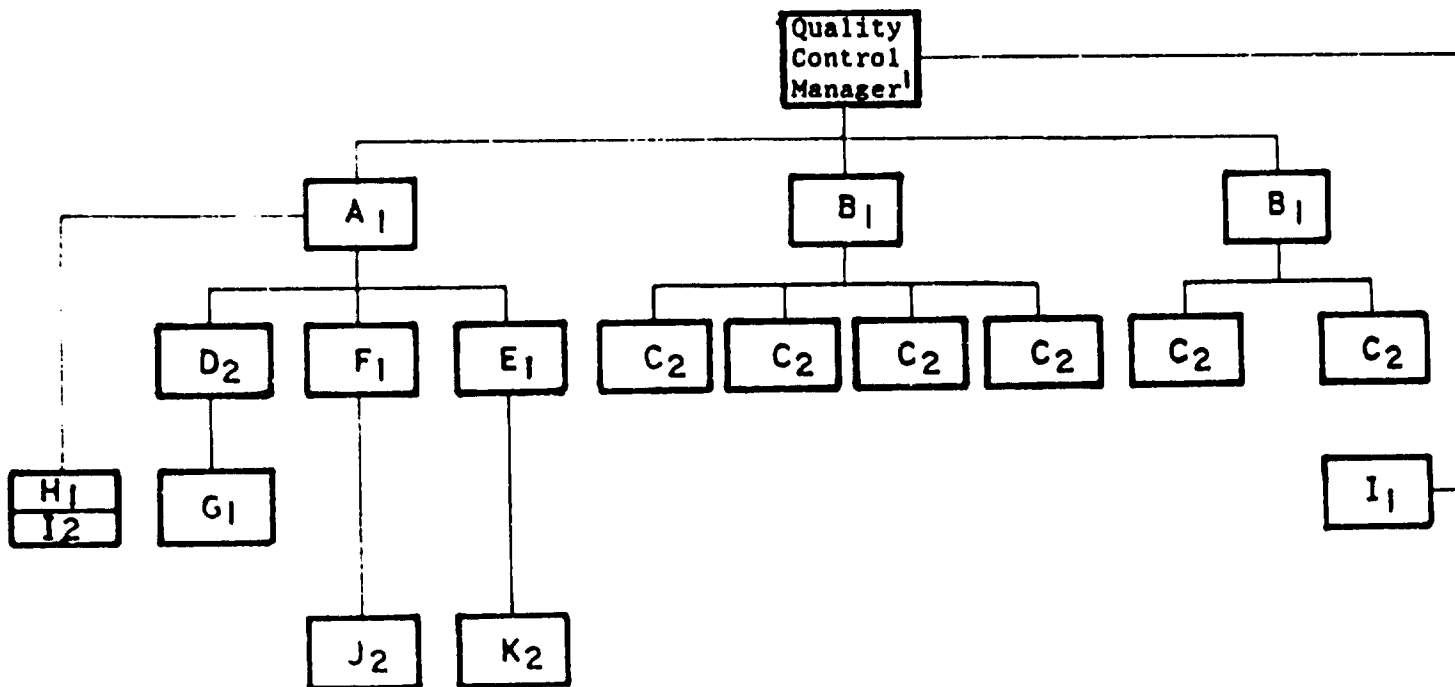 Quality
Control
Manager1
A1
B1
B1
D2
F1
E1
C2
C2
C2
C2
C2
C2
H1
I2
G1
I1
J2
K2